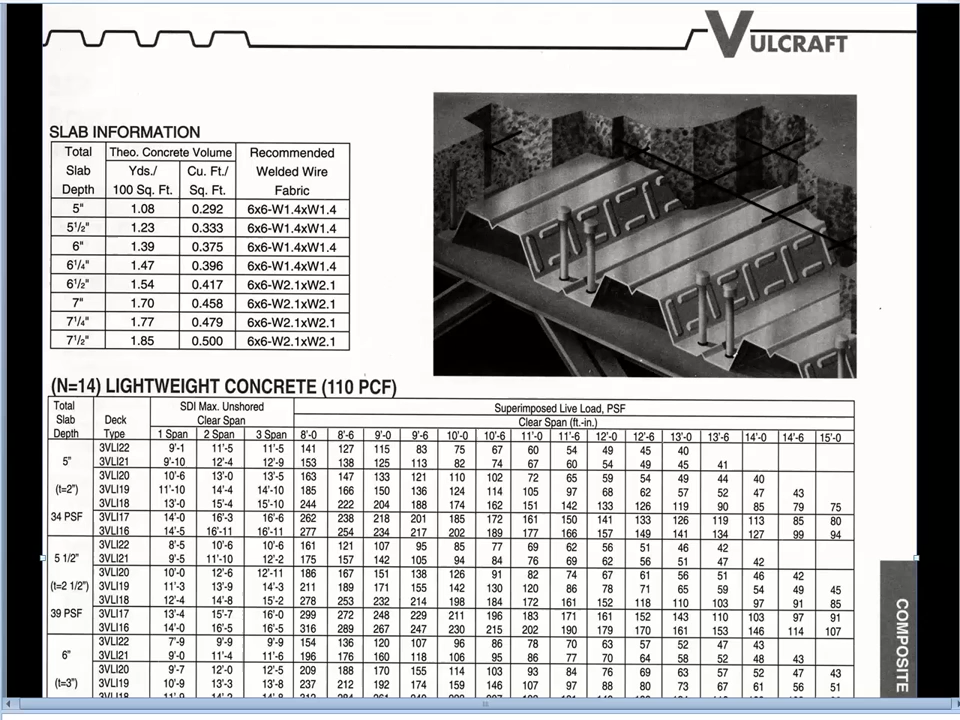 VULCRAFT
SLAB INFORMATION
Total Theo. Concrete Volume Recommended
Slab Yds./ Cu. Ft./ Welded Wire
Depth 100 Sq. Ft. Sq. Ft. Fabric
5" 1.08 0.292 6x6-W1.4xW1.4
5 1/2" 1.23 0.333 6x6-W1.4xW1.4
6" 1.39 0.375 6x6-W1.4xW1.4
6 1/4" 1.47 0.396 6x6-W1.4xW1.4
6 1/2" 1.54 0.417 6x6-W2.1xW2.1
7" 1.70 0.458 6x6-W2.1xW2.1
7 1/4" 1.77 0.479 6x6-W2.1xW2.1
7 1/2" 1.85 0.500 6x6-W2.1xW2.1
(N=14) LIGHTWEIGHT CONCRETE (110 PCF)
Total SDI Max. Unshored Superimposed Live Load, PSF
Slab Deck Clear Span Clear Span (ft.-in.)
Depth Type 1 Span 2 Span 3 Span 8'-0 8'-6 9'-0 9'-6 10'-0 10'-6 11'-0 11'-6 12'-0 12'-6 13'-0 13'-6 14'-0 14'-6 15'-0
3VLI22 9'-1 11'-5 11'-5 141 127 115 83 75 67 60 54 49 45 40
5" 3VLI21 9'-10 12'-4 12'-9 153 138 125 113 82 74 67 60 54 49 45 41
3VLI20 10'-6 13'-0 13'-5 163 147 133 121 110 102 72 65 59 54 49 44 40
(t=2") 3VLI19 11'-10 14'-4 14'-10 185 166 150 136 124 114 105 97 68 62 57 52 47 43
3VLI18 13'-0 15'-4 15'-10 244 222 204 188 174 162 151 142 133 126 119 90 85 79 75
34 PSF 3VLI17 14'-0 16'-3 16'-6 262 238 218 201 185 172 161 150 141 133 126 119 113 85 80
3VLI16 14'-5 16'-11 16'-11 277 254 234 217 202 189 177 166 157 149 141 134 127 99 94
3VLI22 8'-5 10'-6 10'-6 161 121 107 95 85 77 69 62 56 51 46 42
5 1/2" 3VLI21 9'-5 11'-10 12'-2 175 157 142 105 94 84 76 69 62 56 51 47 42
3VLI20 10'-0 12'-6 12'-11 186 167 151 138 126 91 82 74 67 61 56 51 46 42
(t=2 1/2") 3VLI19 11'-3 13'-9 14'-3 211 189 171 155 142 130 120 86 78 71 65 59 54 49 45
3VLI18 12'-4 14'-8 15'-2 278 253 232 214 198 184 172 161 152 118 110 103 97 91 85
39 PSF 3VLI17 13'-4 15'-7 16'-0 299 272 248 229 211 196 183 171 161 152 143 110 103 97 91
3VLI16 14'-0 16'-5 16'-5 316 289 267 247 230 215 202 190 179 170 161 153 146 114 107
3VLI22 7'-9 9'-9 9'-9 154 136 120 107 96 86 78 70 63 57 52 47 43
6" 3VLI21 9'-0 11'-4 11'-6 196 176 160 118 106 95 86 77 70 64 58 52 48 43
3VLI20 9'-7 12'-0 12'-5 209 188 170 155 114 103 93 84 76 69 63 57 52 47 43
(t=3") 3VLI19 10'-9 13'-3 13'-8 237 212 192 174 159 146 107 97 88 80 73 67 61 56 51
3VLI18
COMPOSITE